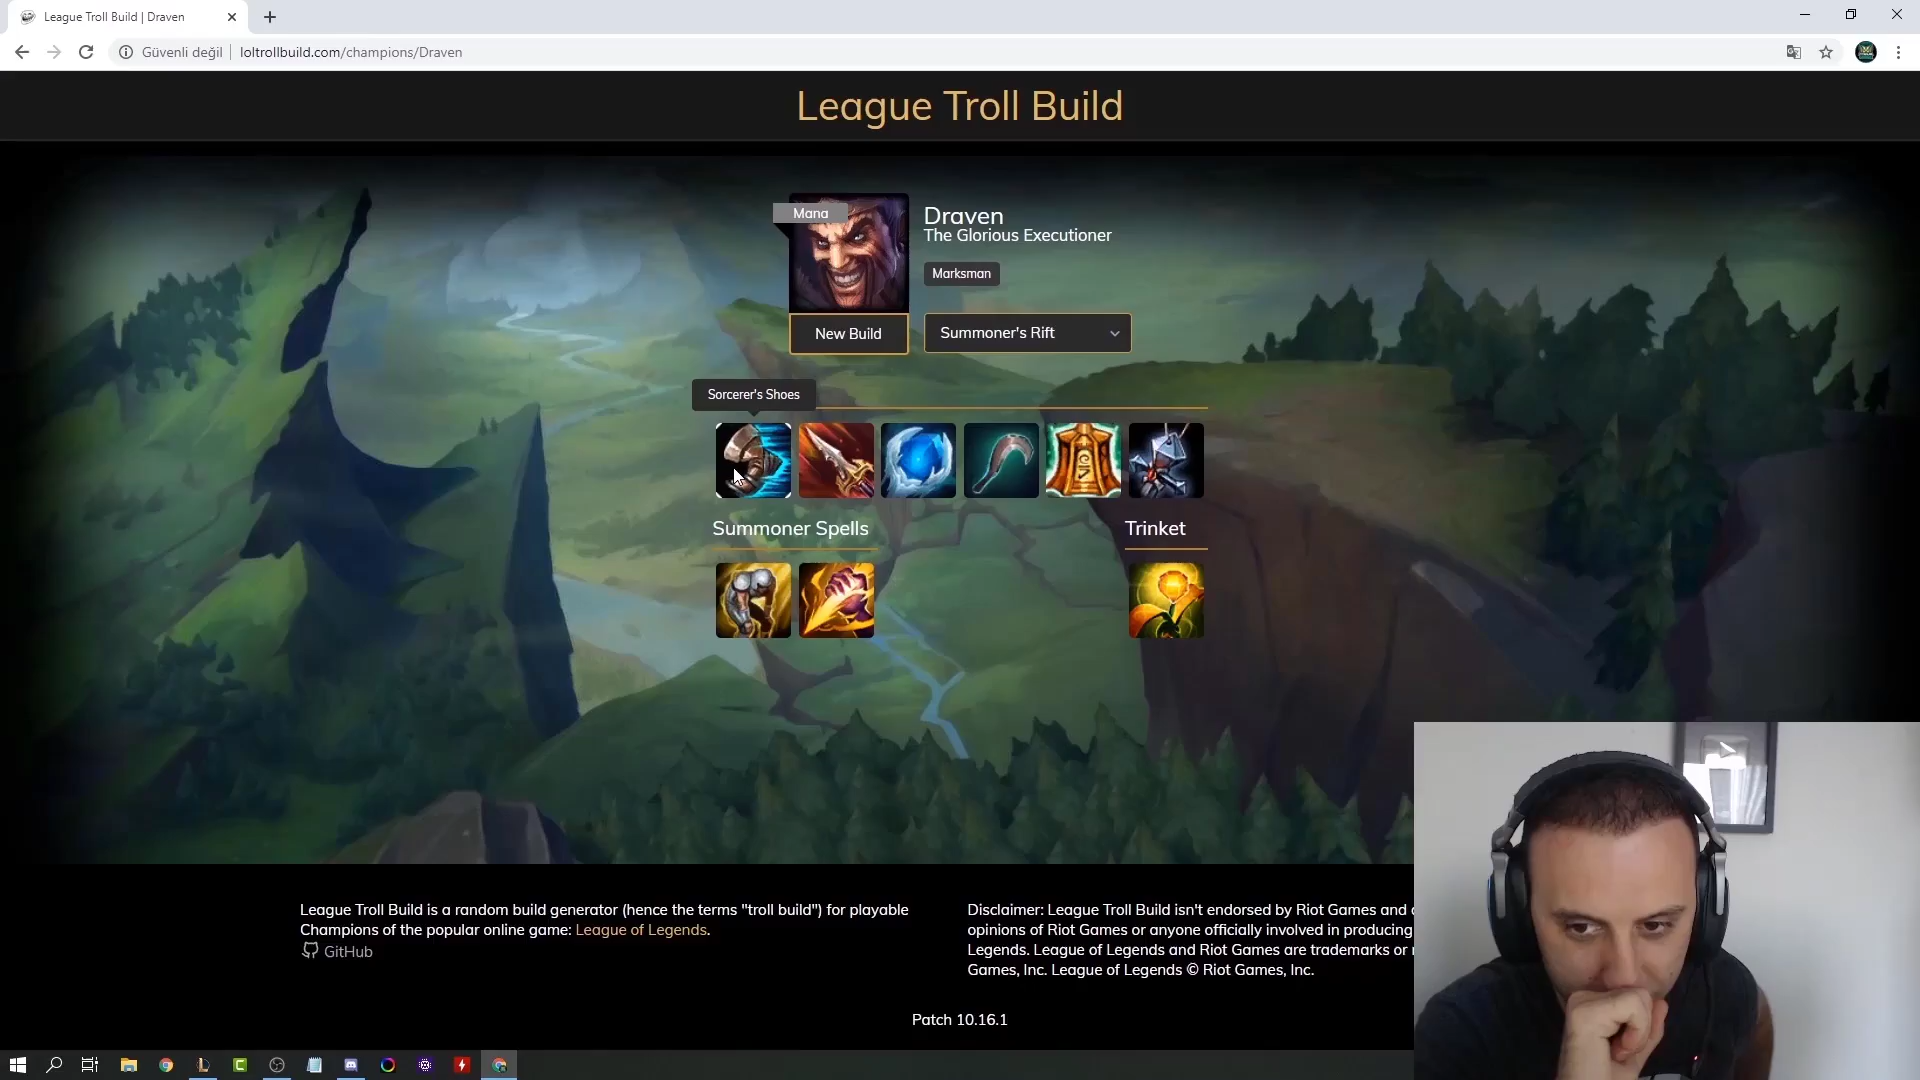 League Troll Build | Draven
Güvenli değil
loltrollbuild.com/champions/Draven
League Troll Build
Mana
Draven
The Glorious Executioner
Marksman
New Build
Summoner's Rift
Sorcerer's Shoes
Summoner Spells
Trinket
League Troll Build is a random build generator (hence the terms "troll build") for playable
Champions of the popular online game: League of Legends.
GitHub
Disclaimer: League Troll Build isn't endorsed by Riot Games and
opinions of Riot Games or anyone officially involved in producing
Legends. League of Legends and Riot Games are trademarks or
Games, Inc. League of Legends © Riot Games, Inc.
Patch 10.16.1